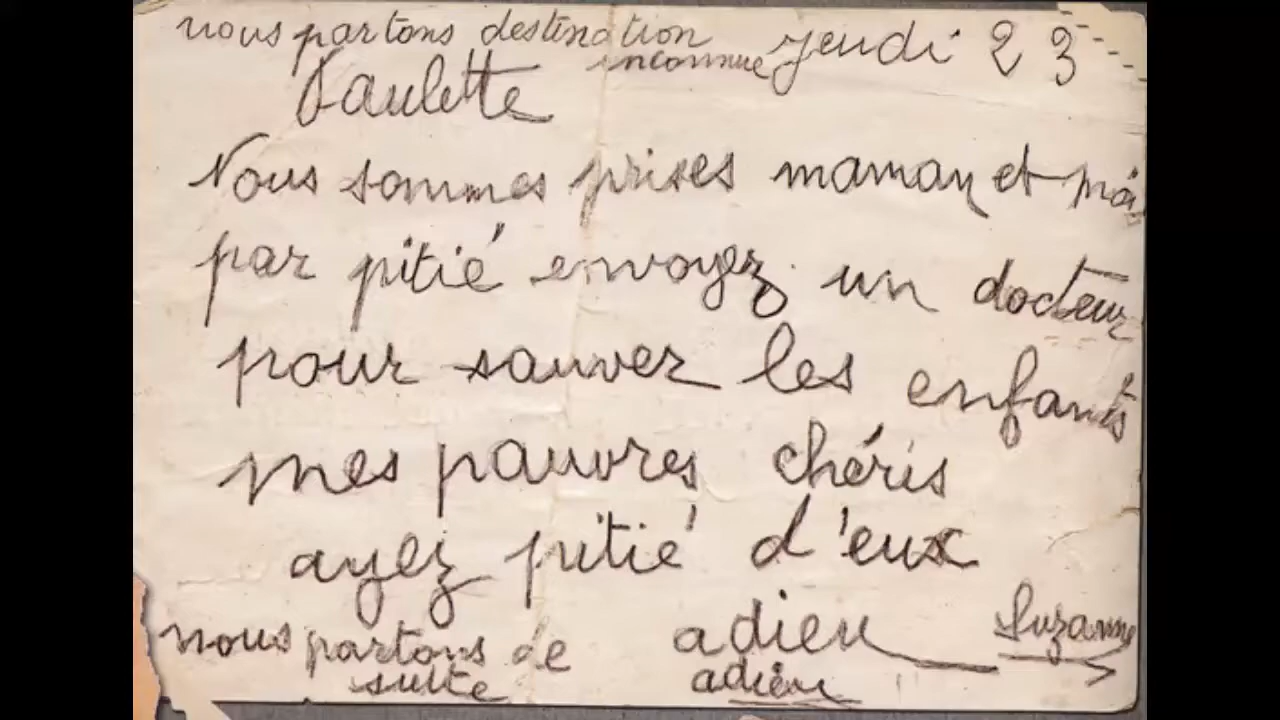 nous partons destination
inconnue jeudi 23
Paulette
Nous sommes prises maman et moi
par pitié envoyez un docteur
pour sauver les enfants
mes pauvres chéris
ayez pitié d'eux
nous partons de adieu Suzanne
suite adieu